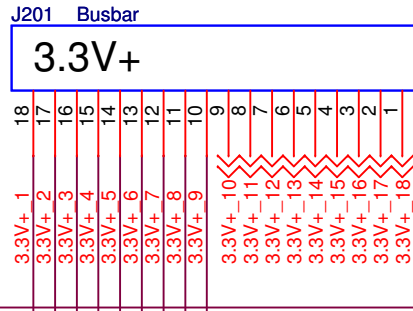 J201 Busbar
3.3V+
18 17 16 15 14 13 12 11 10 9 8 7 6 5 4 3 2 1
3.3V+_1
3.3V+_2
3.3V+_3
3.3V+_4
3.3V+_5
3.3V+_6
3.3V+_7
3.3V+_8
3.3V+_9
3.3V+_10
3.3V+_11
3.3V+_12
3.3V+_13
3.3V+_14
3.3V+_15
3.3V+_16
3.3V+_17
3.3V+_18